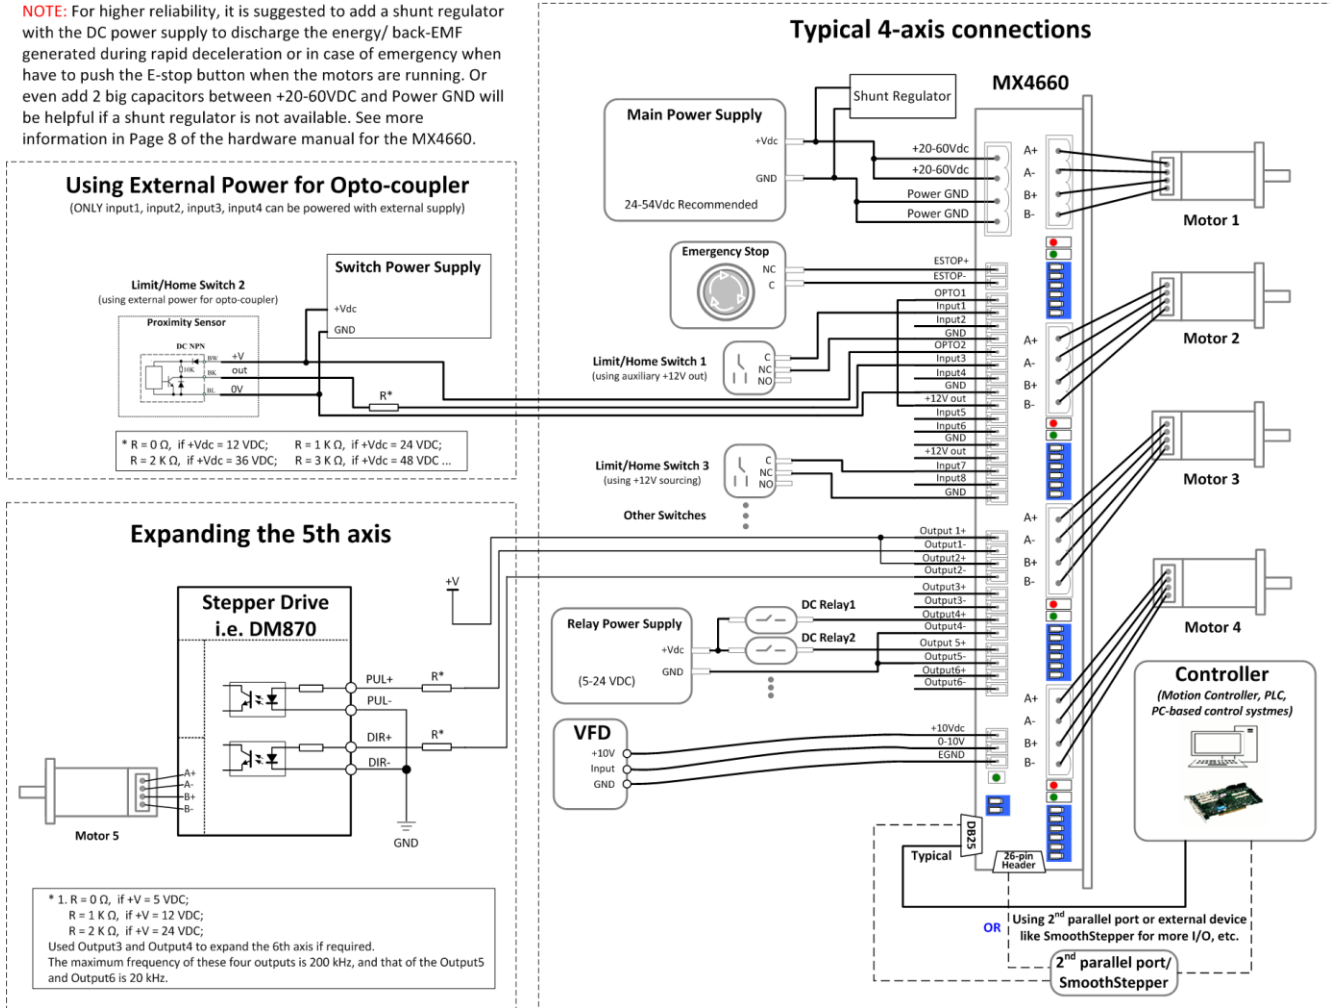 NOTE: For higher reliability, it is suggested to add a shunt regulator
with the DC power supply to discharge the energy/ back-EMF
generated during rapid deceleration or in case of emergency when
have to push the E-stop button when the motors are running. Or
even add 2 big capacitors between +20-60VDC and Power GND will
be helpful if a shunt regulator is not available. See more
information in Page 8 of the hardware manual for the MX4660.
Using External Power for Opto-coupler
(ONLY input1, input2, input3, input4 can be powered with external supply)
Switch Power Supply
+Vdc
GND
Limit/Home Switch 2
(using external power for opto-coupler)
Proximity Sensor
DC NPN
10K
BW
BK
BL
+V
out
0V
R*
* R = 0 Ω, if +Vdc = 12 VDC; R = 1 K Ω, if +Vdc = 24 VDC;
R = 2 K Ω, if +Vdc = 36 VDC; R = 3 K Ω, if +Vdc = 48 VDC ...
Expanding the 5th axis
+V
Stepper Drive
i.e. DM870
PUL+
PUL-
DIR+
DIR-
R*
R*
GND
A+
A-
B+
B-
Motor 5
* 1. R = 0 Ω, if +V = 5 VDC;
R = 1 K Ω, if +V = 12 VDC;
R = 2 K Ω, if +V = 24 VDC;
Used Output3 and Output4 to expand the 6th axis if required.
The maximum frequency of these four outputs is 200 kHz, and that of the Output5
and Output6 is 20 kHz.
Typical 4-axis connections
MX4660
Shunt Regulator
Main Power Supply
+Vdc
GND
24-54Vdc Recommended
+20-60Vdc
+20-60Vdc
Power GND
Power GND
Emergency Stop
NC
C
ESTOP+
ESTOP-
OPTO1
Input1
Input2
GND
OPTO2
Input3
Input4
GND
+12V out
Input5
Input6
GND
+12V out
Input7
Input8
GND
Limit/Home Switch 1
(using auxiliary +12V out)
C
NC
NO
Limit/Home Switch 3
(using +12V sourcing)
C
NC
NO
Other Switches
Output 1+
Output1-
Output2+
Output2-
Output3+
Output3-
Output4+
Output4-
Output 5+
Output5-
Output6+
Output6-
Relay Power Supply
+Vdc
GND
(5-24 VDC)
DC Relay1
DC Relay2
VFD
+10V
Input
GND
+10Vdc
0-10V
EGND
A+
A-
B+
B-
Motor 1
A+
A-
B+
B-
Motor 2
A+
A-
B+
B-
Motor 3
A+
A-
B+
B-
Motor 4
Controller
(Motion Controller, PLC,
PC-based control systmes)
DB25
Typical
26-pin
Header
OR
Using 2nd parallel port or external device
like SmoothStepper for more I/O, etc.
2nd parallel port/
SmoothStepper